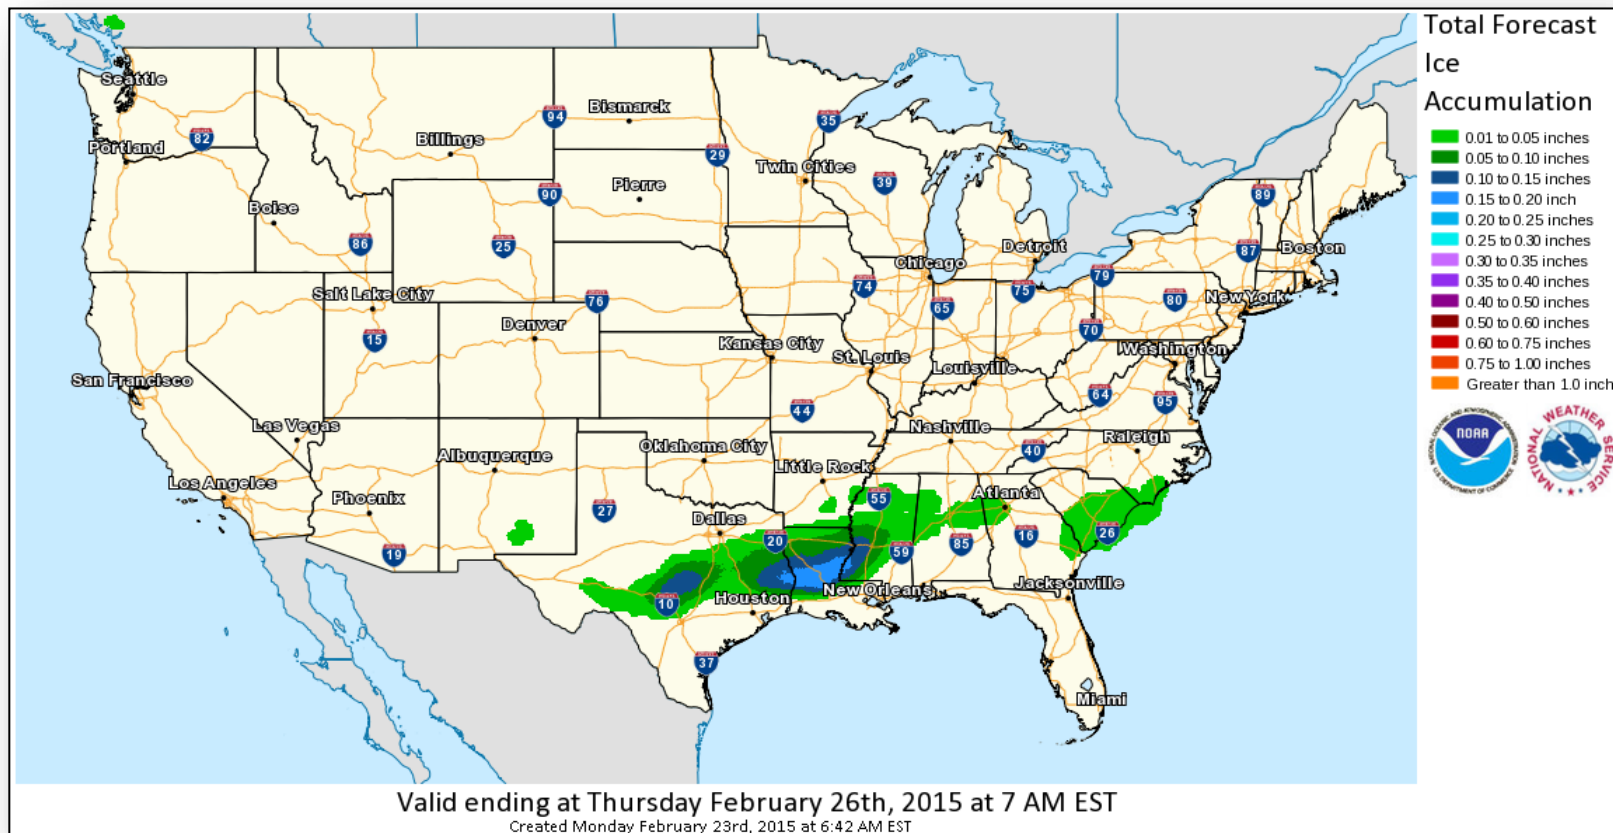 Total Forecast
Ice
Accumulation
0.01 to 0.05 inches
0.05 to 0.10 inches
0.10 to 0.15 inches
0.15 to 0.20 inch
0.20 to 0.25 inches
0.25 to 0.30 inches
0.30 to 0.35 inches
0.35 to 0.40 inches
0.40 to 0.50 inches
0.50 to 0.60 inches
0.60 to 0.75 inches
0.75 to 1.00 inches
Greater than 1.0 inch
NOAA
NATIONAL WEATHER SERVICE
Seattle
94
Bismarck
35
82
Billings
Portland
29
Twin Cities
39
Pierre
90
89
Boise
86
25
Detroit
87
Boston
Chicago
79
74
75
Salt Lake City
76
65
80
New York
Denver
15
70
Kansas City
St. Louis
Washington
San Francisco
Louisville
64
95
44
Las Vegas
Nashville
Raleigh
Oklahoma City
40
Albuquerque
Little Rock
Los Angeles
Phoenix
55
Atlanta
27
Dallas
20
26
16
85
59
19
Jacksonville
New Orleans
Houston
10
37
Miami
Valid ending at Thursday February 26th, 2015 at 7 AM EST
Created Monday February 23rd, 2015 at 6:42 AM EST